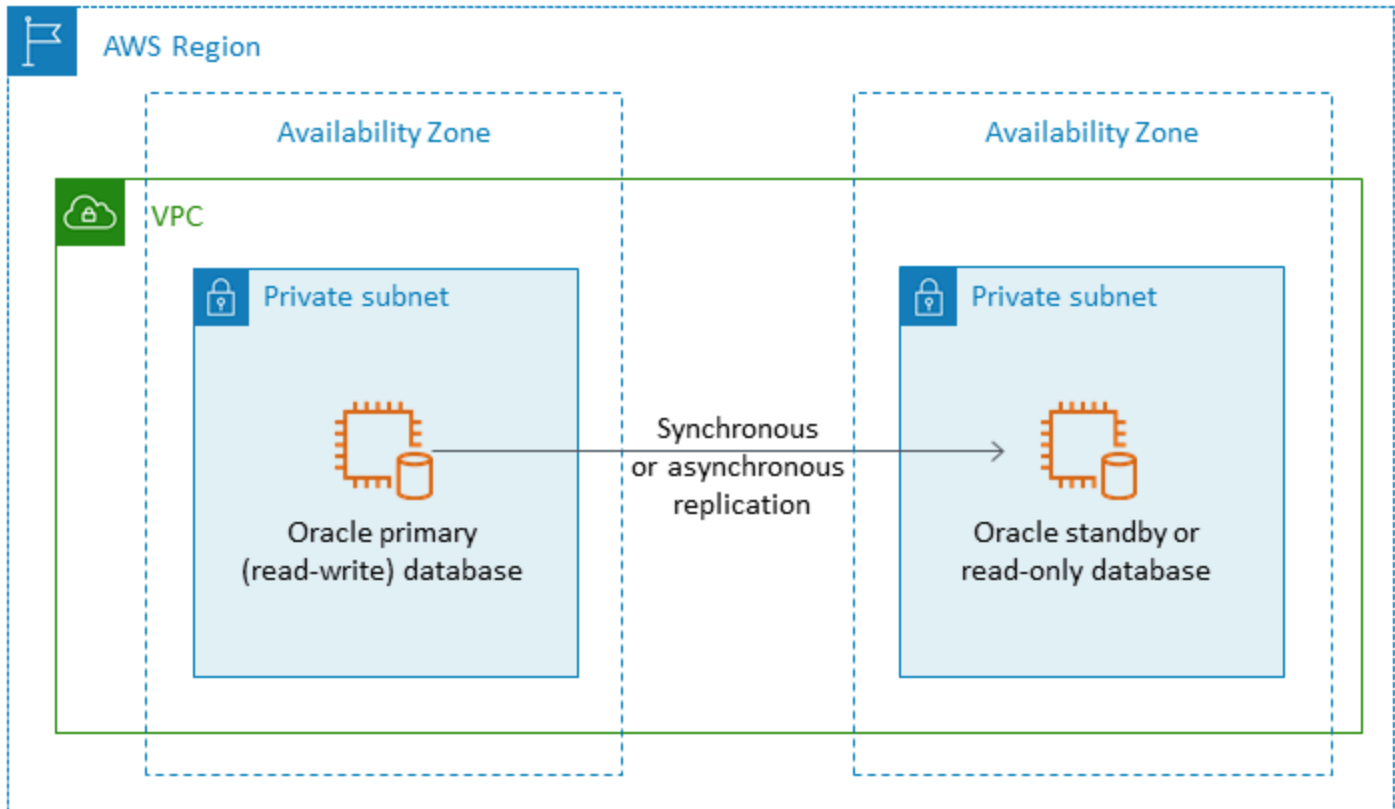 AWS Region
Availability Zone
Availability Zone
VPC
Private subnet
Private subnet
Synchronous
or asynchronous
replication
Oracle primary
(read-write) database
Oracle standby or
read-only database